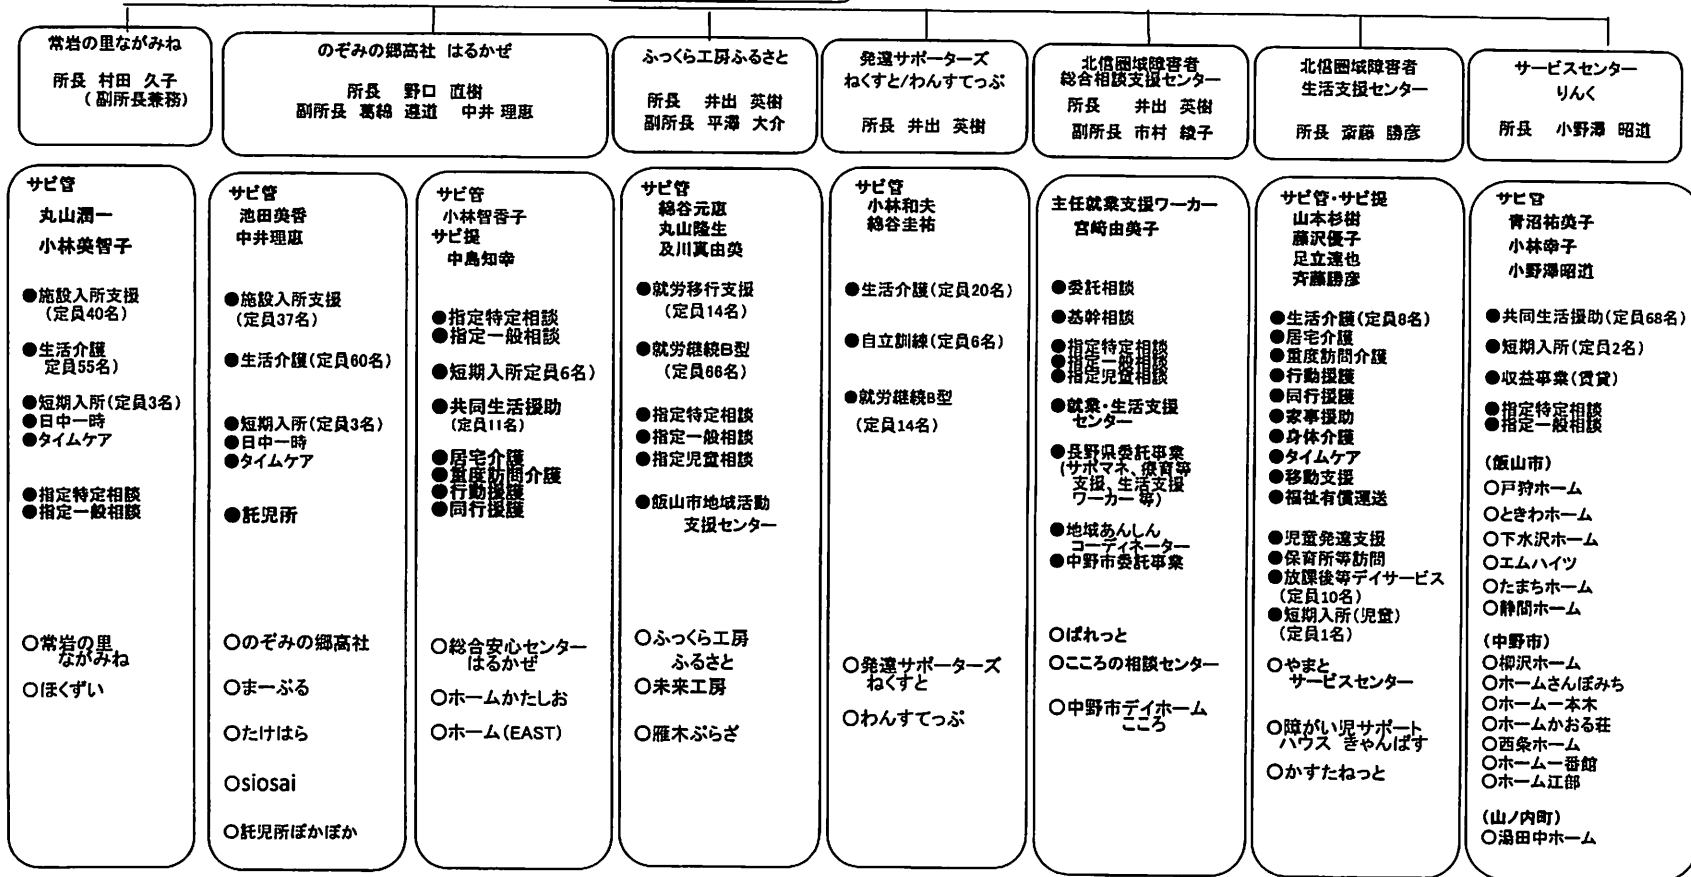 常岩の里ながみね
所長 村田 久子
(副所長兼務)
のぞみの郷高社 はるかぜ
所長 野口 直樹
副所長 葛綿 遠道 中井 理恵
ふっくら工房ふるさと
所長 井出 英樹
副所長 平澤 大介
発達サポーターズ
ねくすと/わんすてっぷ
所長 井出 英樹
北信圏域障害者
総合相談支援センター
所長 井出 英樹
副所長 市村 綾子
北信圏域障害者
生活支援センター
所長 齋藤 勝彦
サービスセンター
りんく
所長 小野澤 昭道
サビ管
丸山潤一
小林美智子
●施設入所支援
(定員40名)
●生活介護
定員55名)
●短期入所(定員3名)
●日中一時
●タイムケア
●指定特定相談
●指定一般相談
○常岩の里
ながみね
○ほくずい
サビ管
池田美香
中井理恵
●施設入所支援
(定員37名)
●生活介護(定員60名)
●短期入所(定員3名)
●日中一時
●タイムケア
●託児所
○のぞみの郷高社
○まーぷる
○たけはら
○siosai
○託児所ぽかぽか
サビ管
小林智香子
サビ提
中島知幸
●指定特定相談
●指定一般相談
●短期入所定員6名)
●共同生活援助
(定員11名)
●居宅介護
●重度訪問介護
●行動援護
●同行援護
○総合安心センター
はるかぜ
○ホームかたしお
○ホーム(EAST)
サビ管
綿谷元恵
丸山隆生
及川真由美
●就労移行支援
(定員14名)
●就労継続B型
(定員66名)
●指定特定相談
●指定一般相談
●指定児童相談
●飯山市地域活動
支援センター
○ふっくら工房
ふるさと
○未来工房
○雁木ぷらざ
サビ管
小林和夫
綿谷圭祐
●生活介護(定員20名)
●自立訓練(定員6名)
●就労継続B型
(定員14名)
○発達サポーターズ
ねくすと
○わんすてっぷ
主任就業支援ワーカー
宮崎由美子
●委託相談
●基幹相談
●指定特定相談
●指定一般相談
●指定児童相談
●就業・生活支援
センター
●長野県委託事業
(サポマネ、療育等
支援、生活支援
ワーカー 等)
●地域あんしん
コーディネーター
●中野市委託事業
○ぱれっと
○こころの相談センター
○中野市デイホーム
こころ
サビ管・サビ提
山本杉樹
藤沢優子
足立達也
斉藤勝彦
●生活介護(定員8名)
●居宅介護
●重度訪問介護
●行動援護
●同行援護
●家事援助
●身体介護
●タイムケア
●移動支援
●福祉有償運送
●児童発達支援
●保育所等訪問
●放課後等デイサービス
(定員10名)
●短期入所(児童)
(定員1名)
○やまと
サービスセンター
○障がい児サポート
ハウス きゃんぱす
○かすたねっと
サビ管
青沼祐美子
小林幸子
小野澤昭道
●共同生活援助(定員68名)
●短期入所(定員2名)
●収益事業(賃貸)
●指定特定相談
●指定一般相談
(飯山市)
○戸狩ホーム
○ときわホーム
○下水沢ホーム
○エムハイツ
○たまちホーム
○静間ホーム
(中野市)
○柳沢ホーム
○ホームさんぽみち
○ホーム一本木
○ホームかおる荘
○西条ホーム
○ホーム一番館
○ホーム江部
(山ノ内町)
○湯田中ホーム